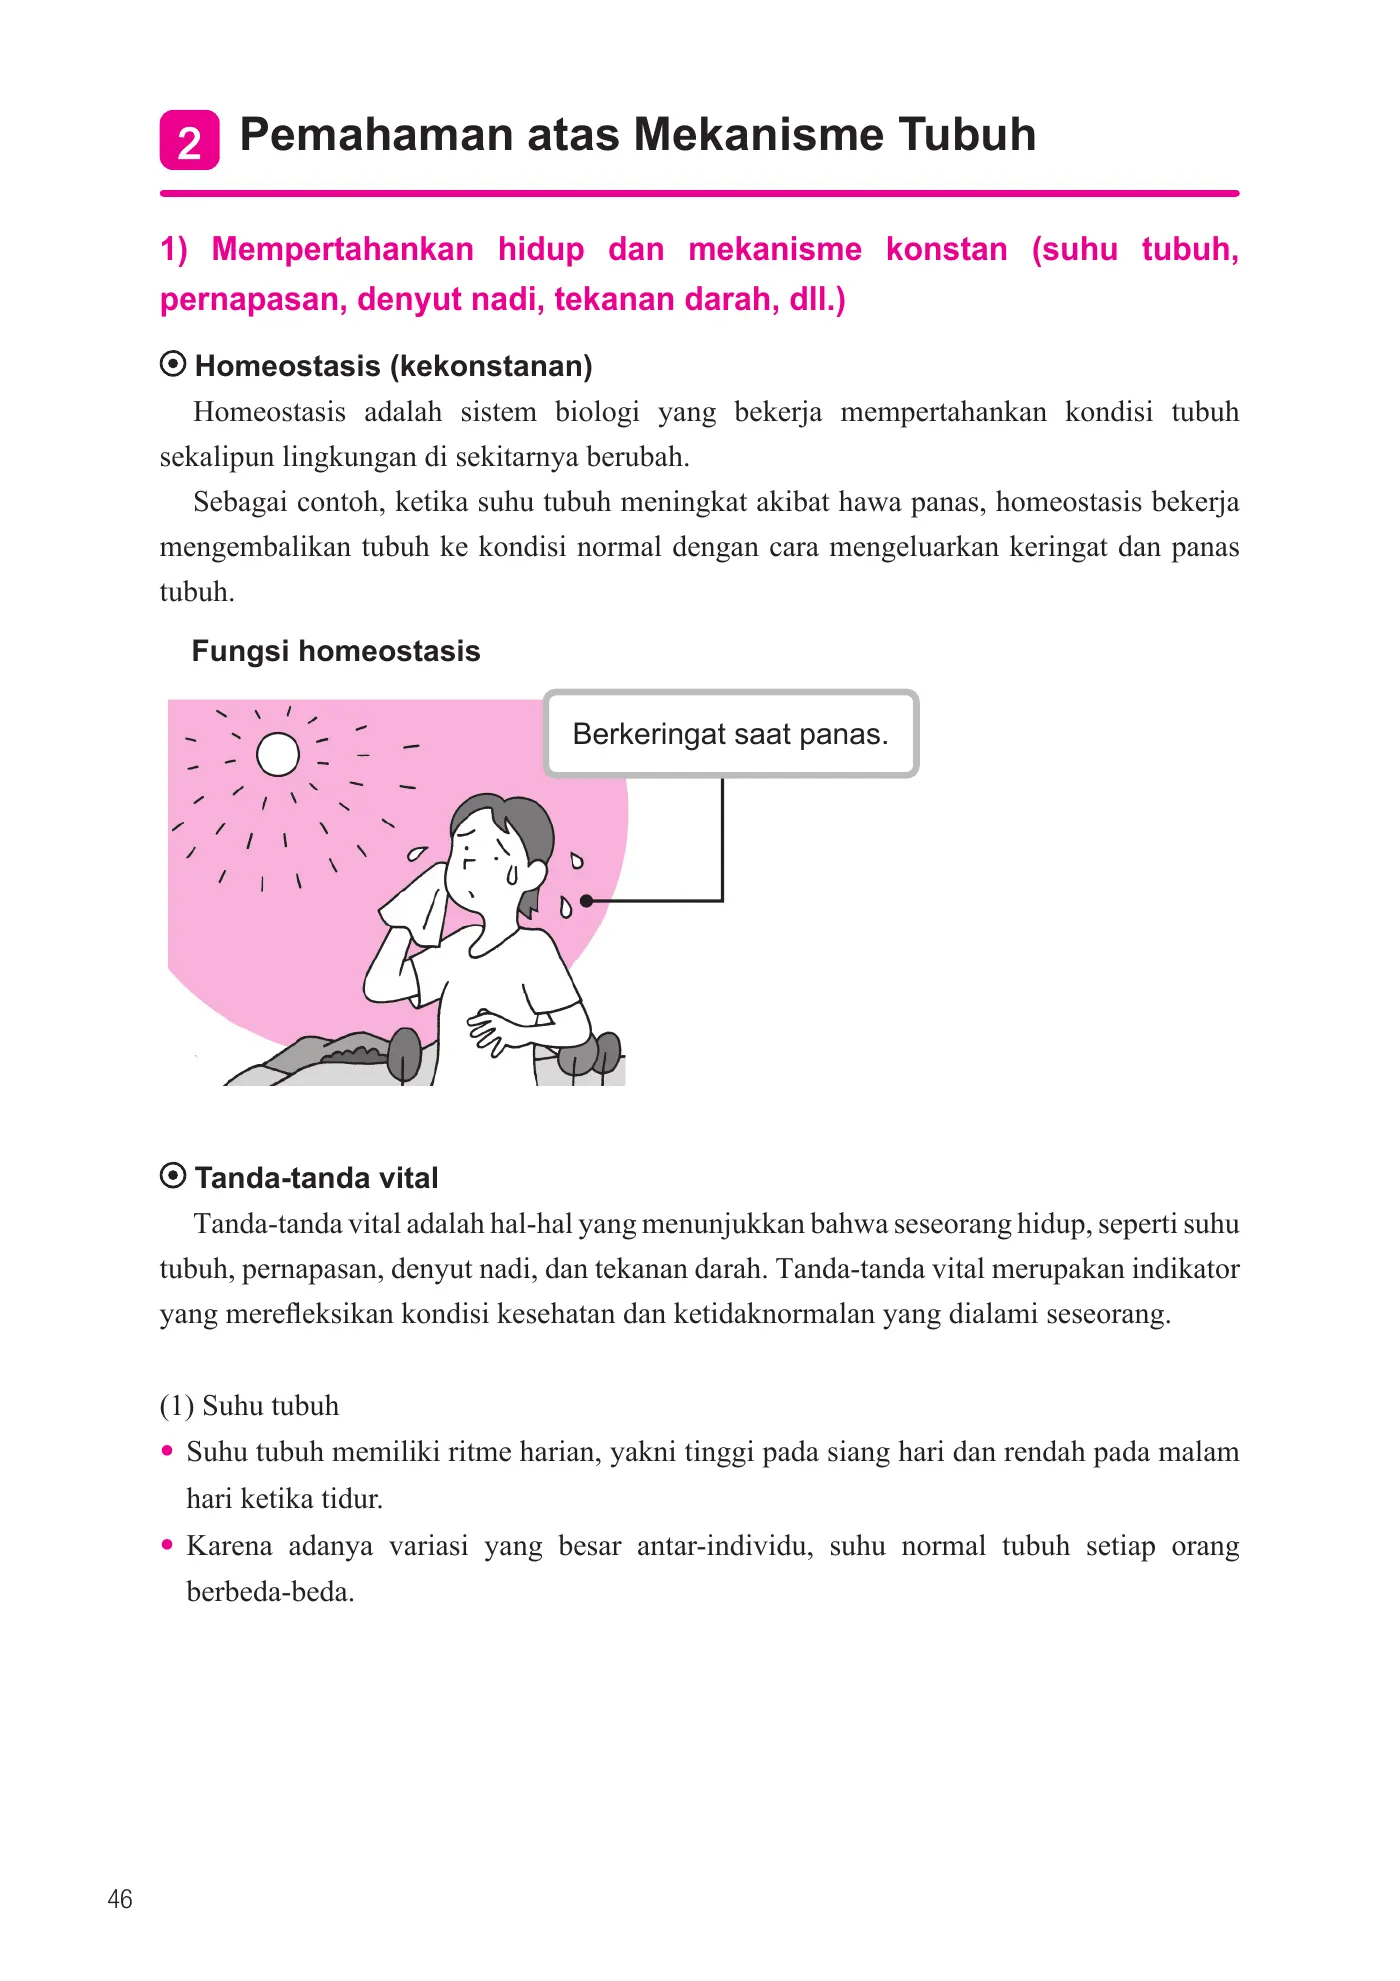 2 Pemahaman atas Mekanisme Tubuh
1) Mempertahankan hidup dan mekanisme konstan (suhu tubuh,
pernapasan, denyut nadi, tekanan darah, dll.)
Homeostasis (kekonstanan)
Homeostasis adalah sistem biologi yang bekerja mempertahankan kondisi tubuh
sekalipun lingkungan di sekitarnya berubah.
Sebagai contoh, ketika suhu tubuh meningkat akibat hawa panas, homeostasis bekerja
mengembalikan tubuh ke kondisi normal dengan cara mengeluarkan keringat dan panas
tubuh.
Fungsi homeostasis
Berkeringat saat panas.
Tanda-tanda vital
Tanda-tanda vital adalah hal-hal yang menunjukkan bahwa seseorang hidup, seperti suhu
tubuh, pernapasan, denyut nadi, dan tekanan darah. Tanda-tanda vital merupakan indikator
yang merefleksikan kondisi kesehatan dan ketidaknormalan yang dialami seseorang.
(1) Suhu tubuh
• Suhu tubuh memiliki ritme harian, yakni tinggi pada siang hari dan rendah pada malam
hari ketika tidur.
• Karena adanya variasi yang besar antar-individu, suhu normal tubuh setiap orang
berbeda-beda.
46